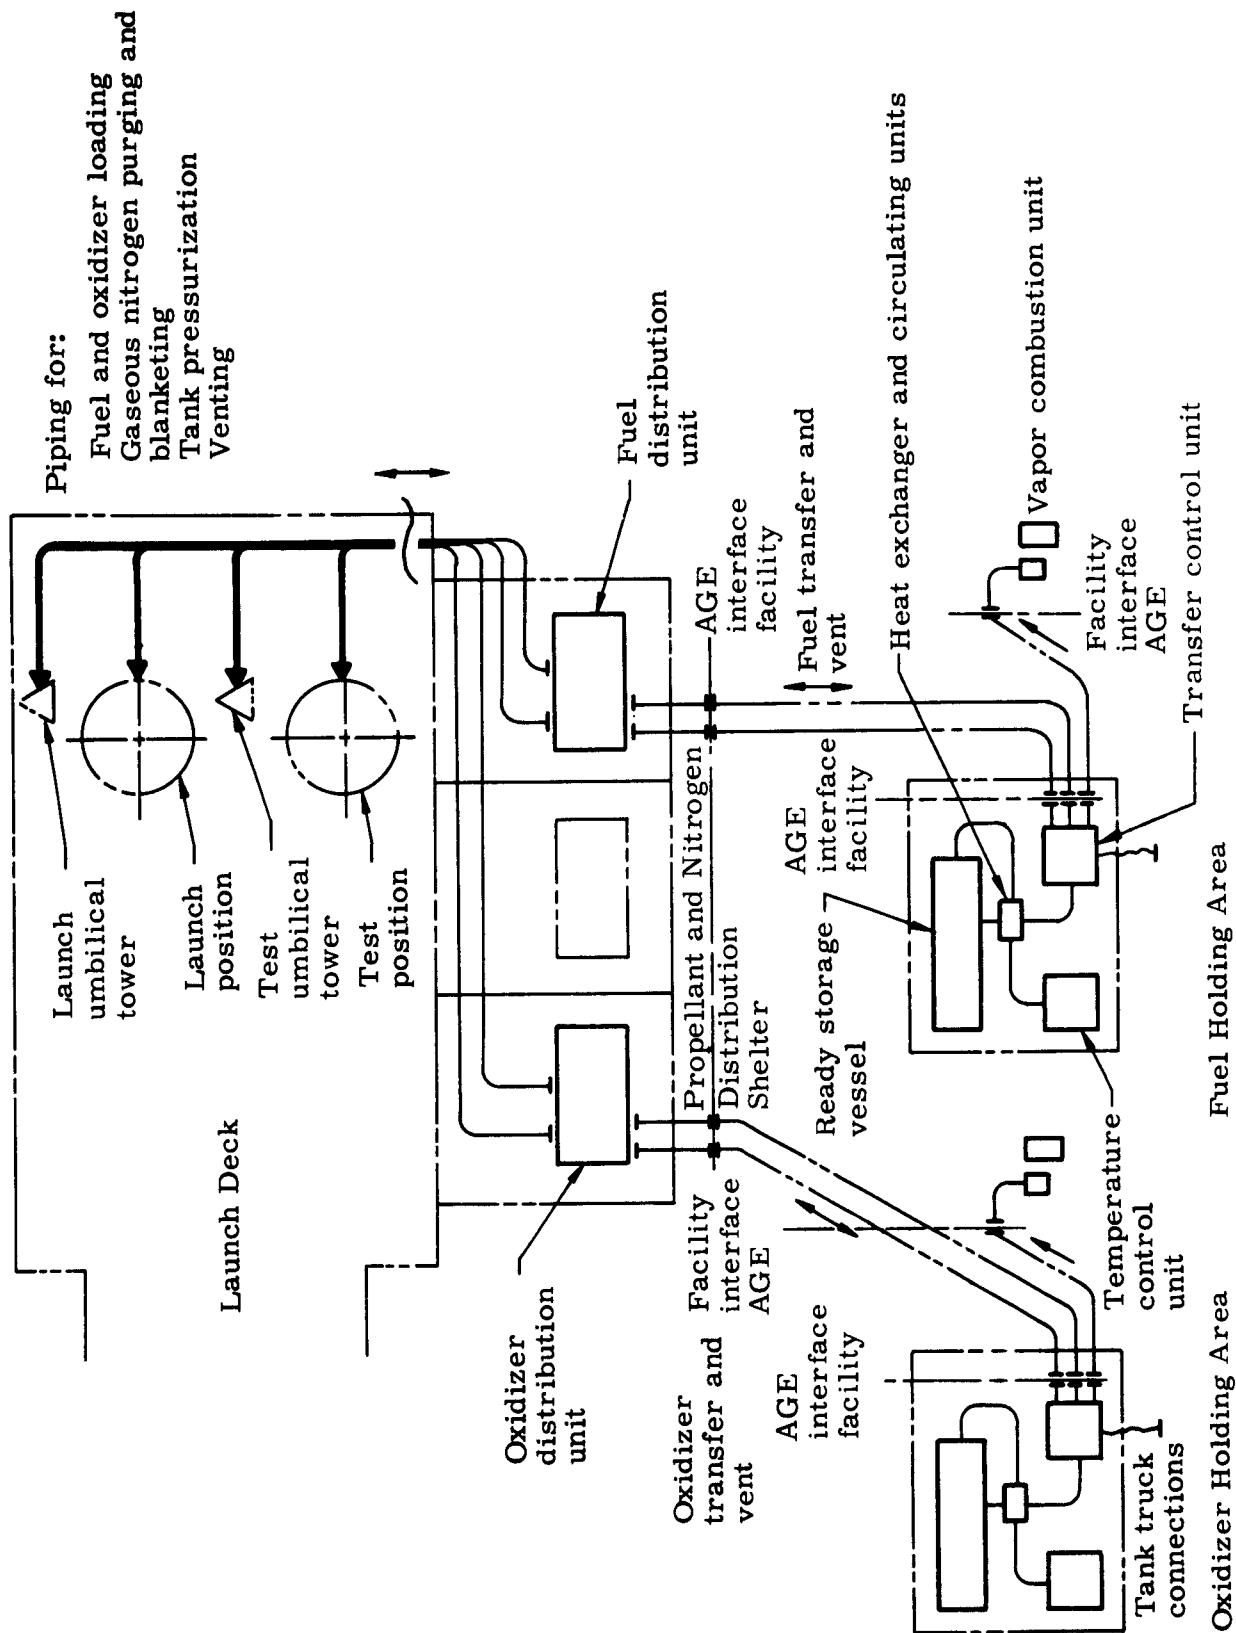 Piping for:
Fuel and oxidizer loading
Gaseous nitrogen purging and
blanketing
Tank pressurization
Venting
Launch
umbilical
tower
Launch
position
Test
umbilical
tower
Test
position
Launch Deck
Fuel
distribution
unit
Oxidizer
distribution
unit
AGE
interface
facility
Propellant and Nitrogen
Distribution
Shelter
Facility
interface
AGE
Fuel transfer and
vent
Oxidizer
transfer and
vent
Heat exchanger and circulating units
AGE
interface
facility
Ready storage
vessel
AGE
interface
facility
Vapor combustion unit
Facility
interface
AGE
Transfer control unit
Temperature
control
unit
Tank truck
connections
Fuel Holding Area
Oxidizer Holding Area